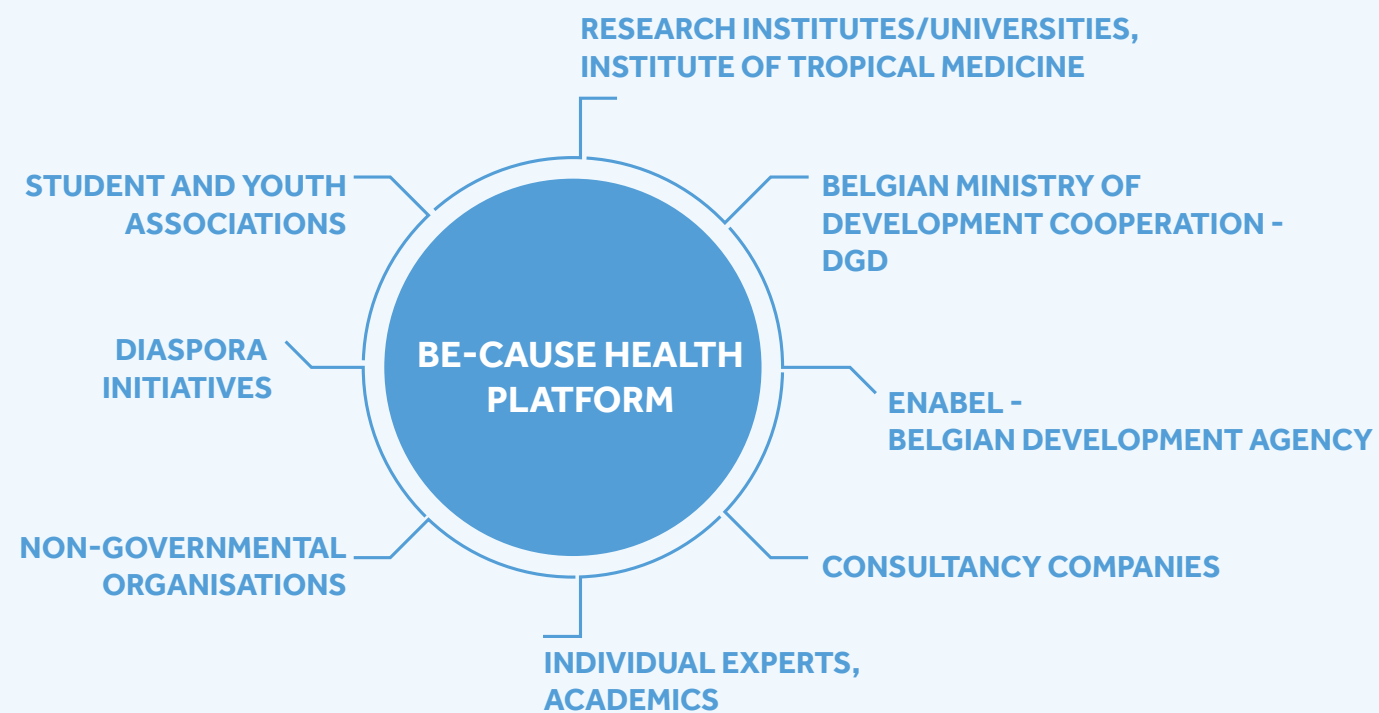 RESEARCH INSTITUTES/UNIVERSITIES,
INSTITUTE OF TROPICAL MEDICINE
STUDENT AND YOUTH
ASSOCIATIONS
BELGIAN MINISTRY OF
DEVELOPMENT COOPERATION -
DGD
DIASPORA
INITIATIVES
BE-CAUSE HEALTH
PLATFORM
ENABEL -
BELGIAN DEVELOPMENT AGENCY
NON-GOVERNMENTAL
ORGANISATIONS
CONSULTANCY COMPANIES
INDIVIDUAL EXPERTS,
ACADEMICS